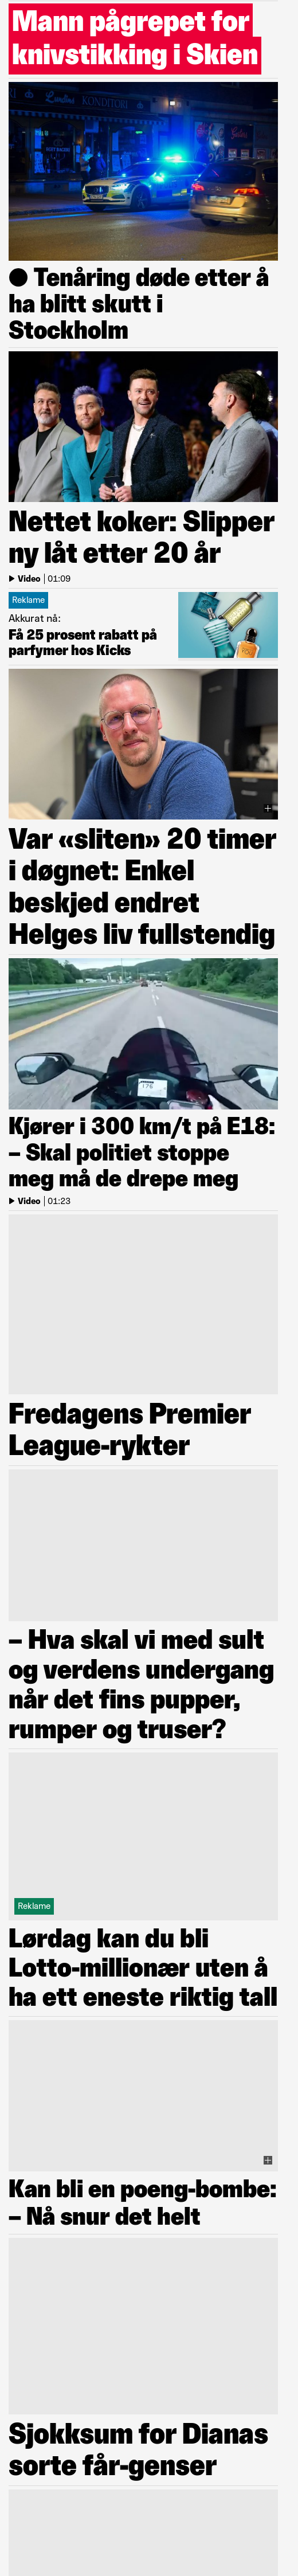 Mann pågrepet for
knivstikking i Skien
Lundins KONDITORI
● Tenåring døde etter å
ha blitt skutt i
Stockholm
Nettet koker: Slipper
ny låt etter 20 år
Video | 01:09
Reklame
Akkurat nå:
Få 25 prosent rabatt på
parfymer hos Kicks
Var «sliten» 20 timer
i døgnet: Enkel
beskjed endret
Helges liv fullstendig
Kjører i 300 km/t på E18:
– Skal politiet stoppe
meg må de drepe meg
Video | 01:23
Fredagens Premier
League-rykter
– Hva skal vi med sult
og verdens undergang
når det fins pupper,
rumper og truser?
Reklame
Lørdag kan du bli
Lotto-millionær uten å
ha ett eneste riktig tall
Kan bli en poeng-bombe:
– Nå snur det helt
Sjokksum for Dianas
sorte får-genser